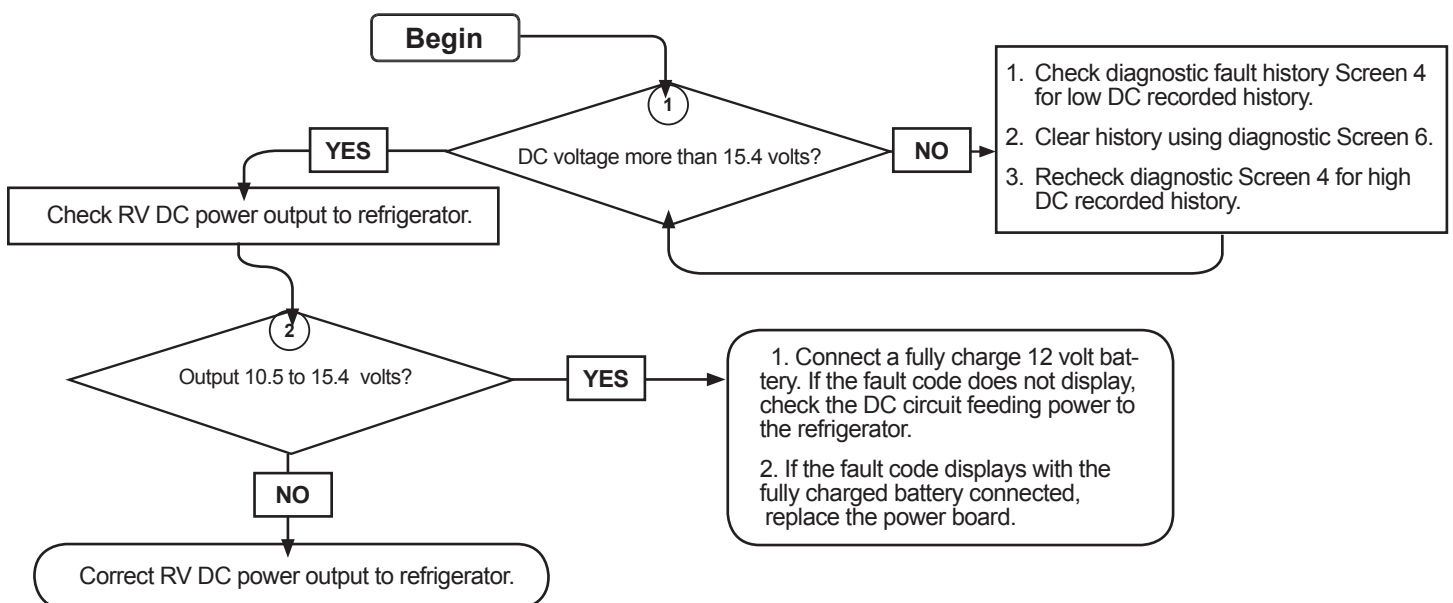 Begin
1
DC voltage more than 15.4 volts?
YES
NO
1. Check diagnostic fault history Screen 4
for low DC recorded history.
2. Clear history using diagnostic Screen 6.
3. Recheck diagnostic Screen 4 for high
DC recorded history.
Check RV DC power output to refrigerator.
2
Output 10.5 to 15.4 volts?
YES
1. Connect a fully charge 12 volt bat-
tery. If the fault code does not display,
check the DC circuit feeding power to
the refrigerator.
2. If the fault code displays with the
fully charged battery connected,
replace the power board.
NO
Correct RV DC power output to refrigerator.